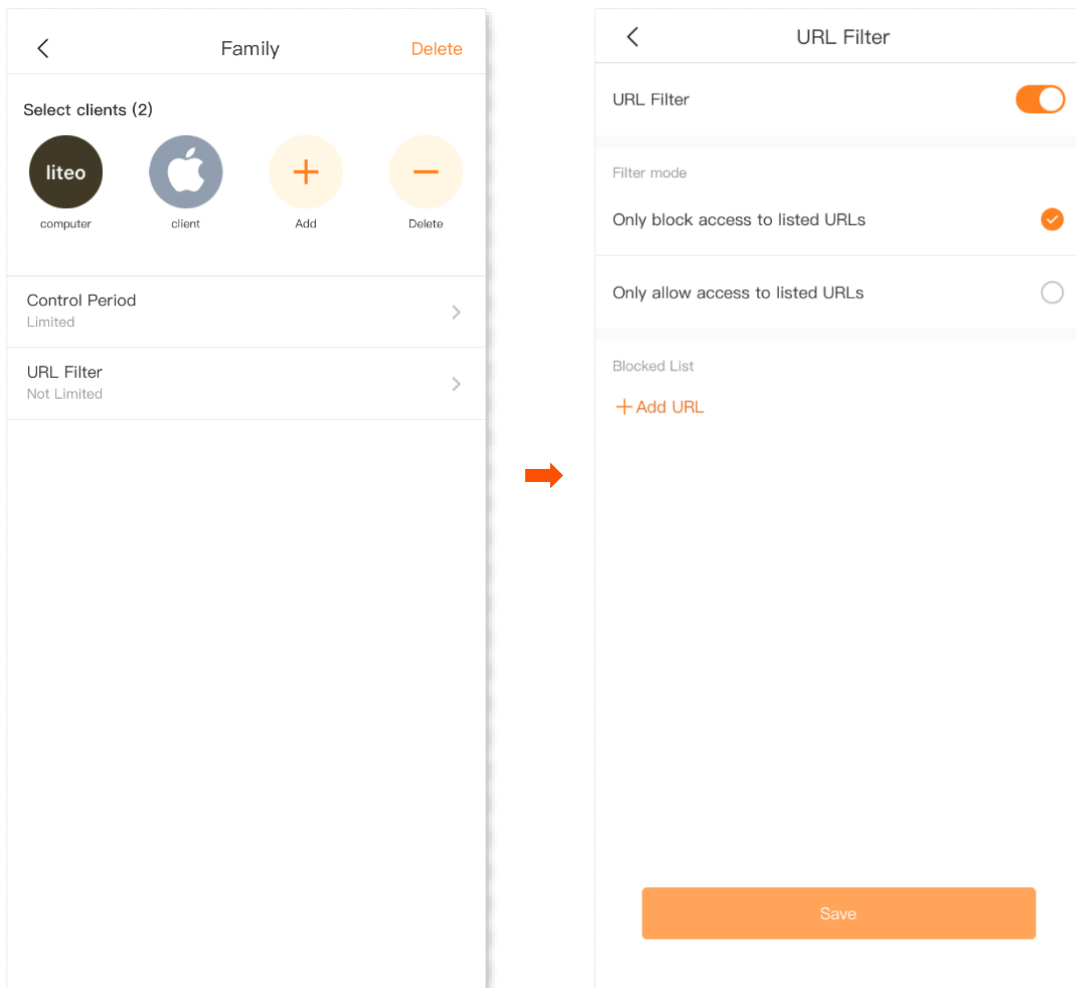 Family
Delete
Select clients (2)
liteo
computer
client
Add
Delete
Control Period
Limited
URL Filter
Not Limited
URL Filter
URL Filter
Filter mode
Only block access to listed URLs
Only allow access to listed URLs
Blocked List
+ Add URL
Save